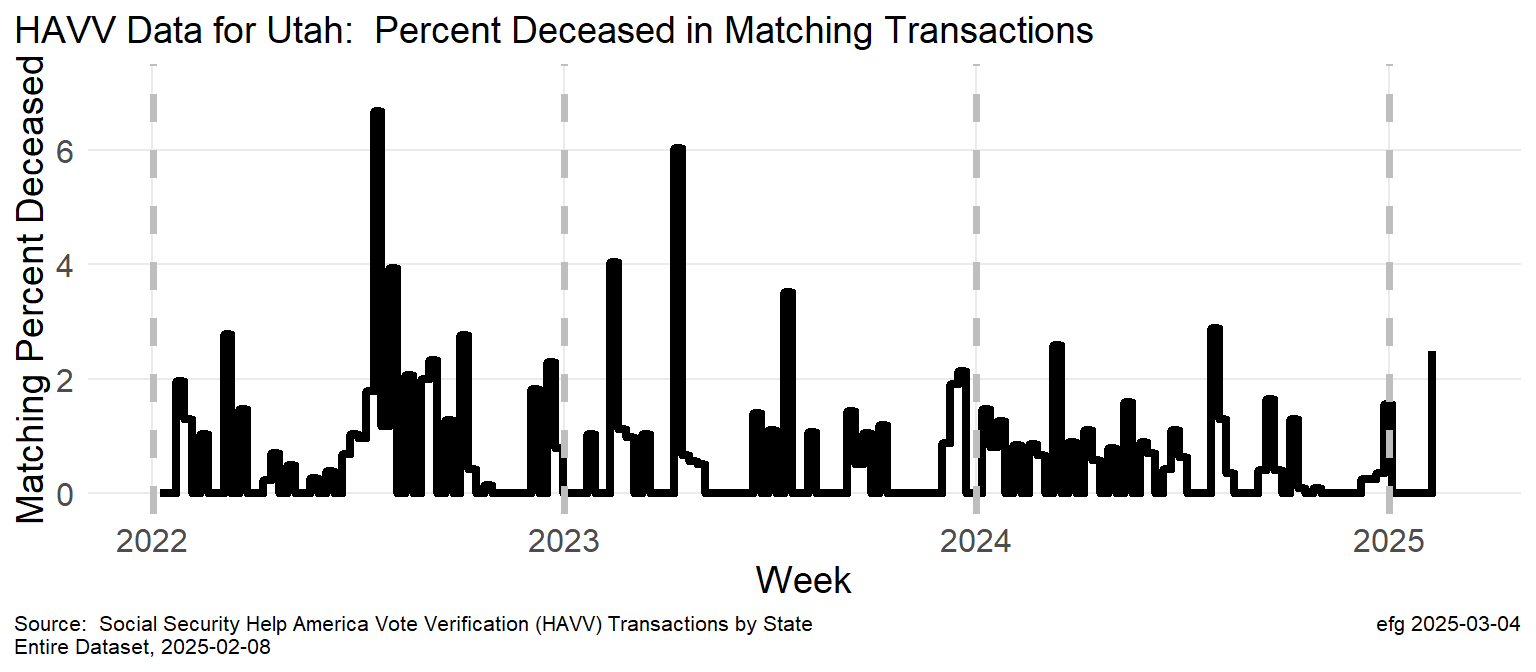 HAVV Data for Utah:  Percent Deceased in Matching Transactions
Matching Percent Deceased
6
4
2
0
2022
2023
2024
2025
Week
Source:  Social Security Help America Vote Verification (HAVV) Transactions by State
Entire Dataset, 2025-02-08
efg 2025-03-04